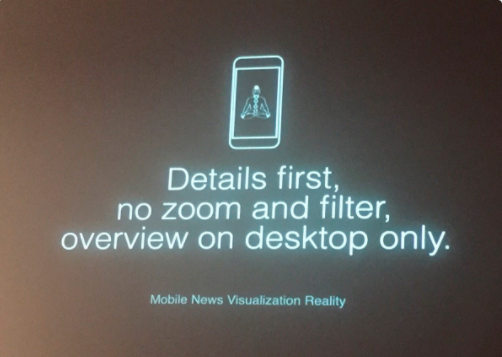 Details first,
no zoom and filter,
overview on desktop only.
Mobile News Visualization Reality